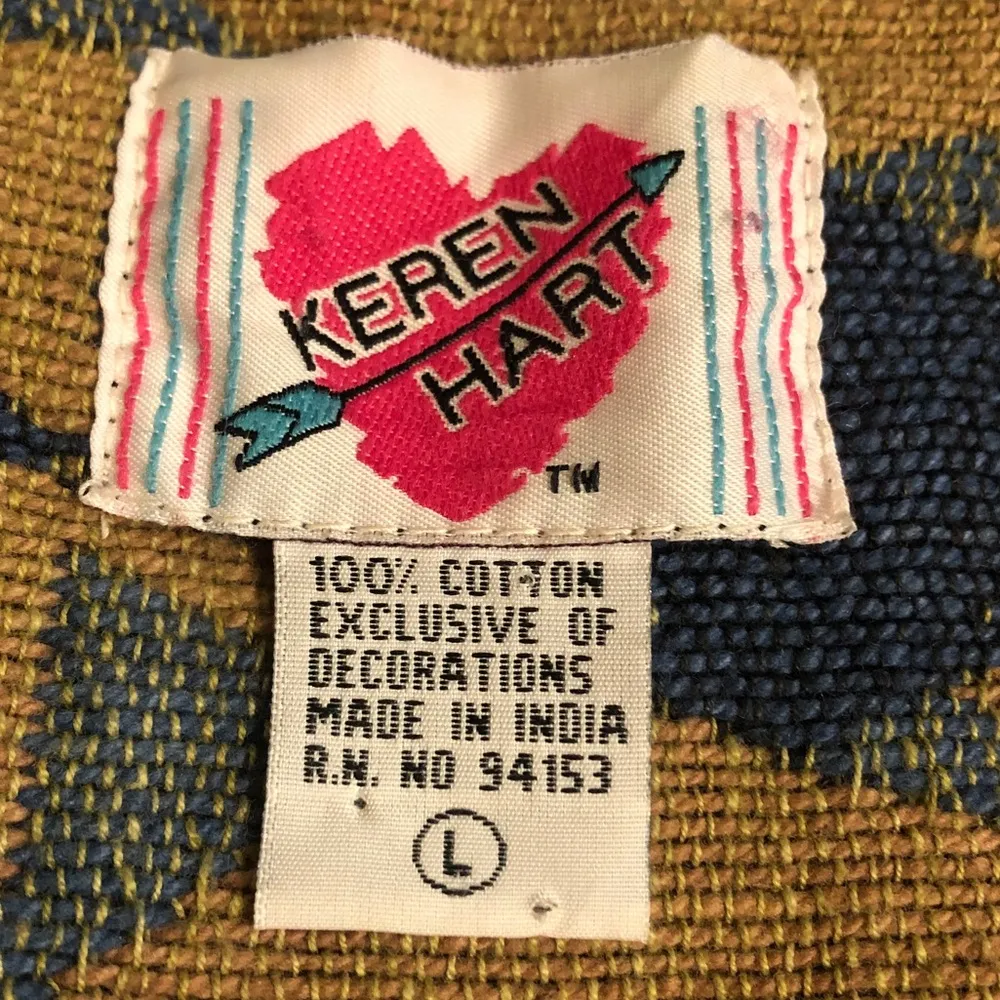 KEREN
HART
TM
100% COTTON
EXCLUSIVE OF
DECORATIONS
MADE IN INDIA
R.N. NO 94153
L